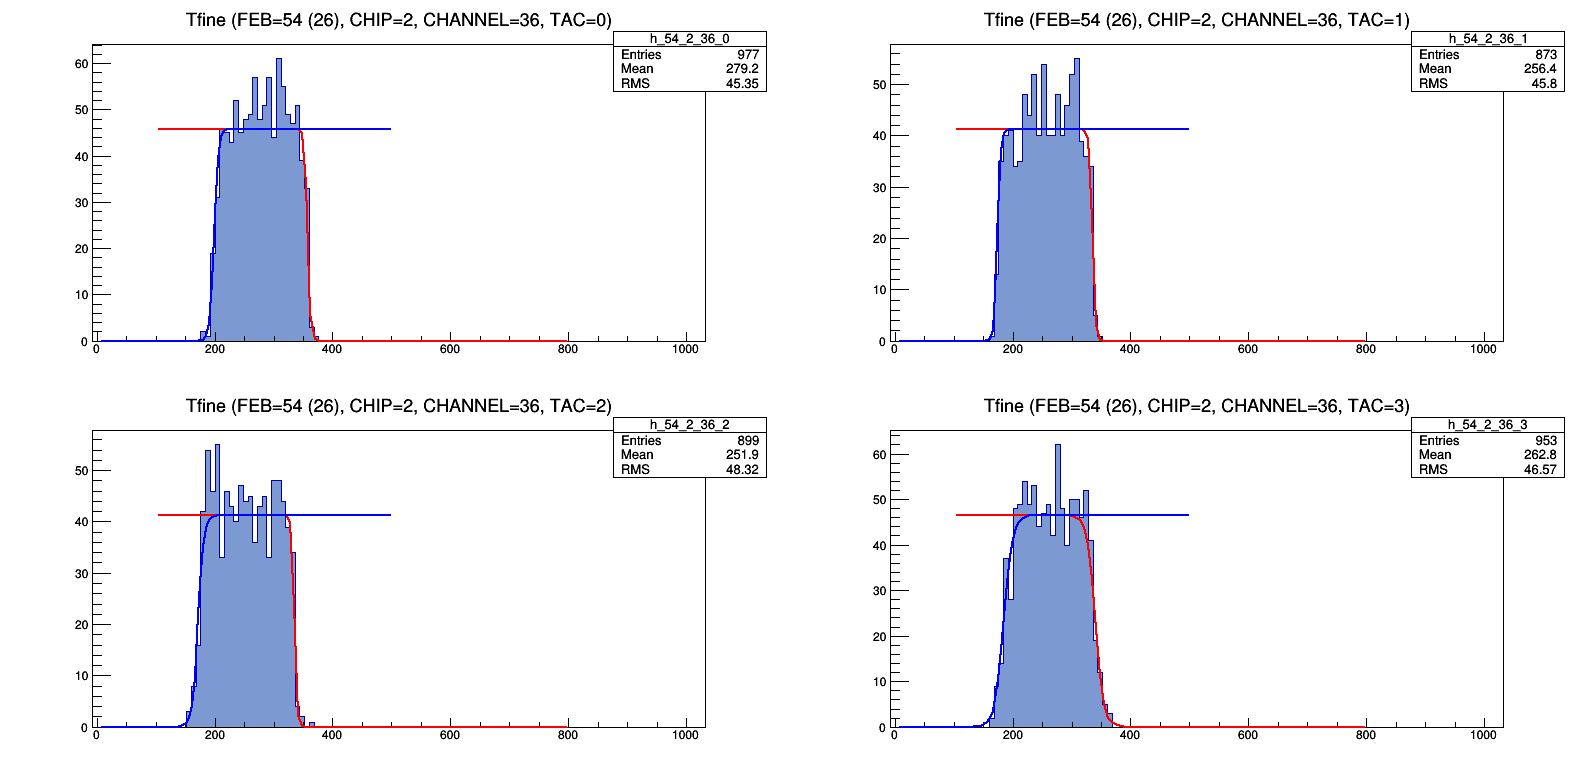 Tfine (FEB=54 (26), CHIP=2, CHANNEL=36, TAC=0)
h_54_2_36_0
Entries 977
Mean 279.2
RMS 45.35
60
50
40
30
20
10
0
0 200 400 600 800 1000
Tfine (FEB=54 (26), CHIP=2, CHANNEL=36, TAC=1)
h_54_2_36_1
Entries 873
Mean 256.4
RMS 45.8
50
40
30
20
10
0
0 200 400 600 800 1000
Tfine (FEB=54 (26), CHIP=2, CHANNEL=36, TAC=2)
h_54_2_36_2
Entries 899
Mean 251.9
RMS 48.32
50
40
30
20
10
0
0 200 400 600 800 1000
Tfine (FEB=54 (26), CHIP=2, CHANNEL=36, TAC=3)
h_54_2_36_3
Entries 953
Mean 262.8
RMS 46.57
60
50
40
30
20
10
0
0 200 400 600 800 1000